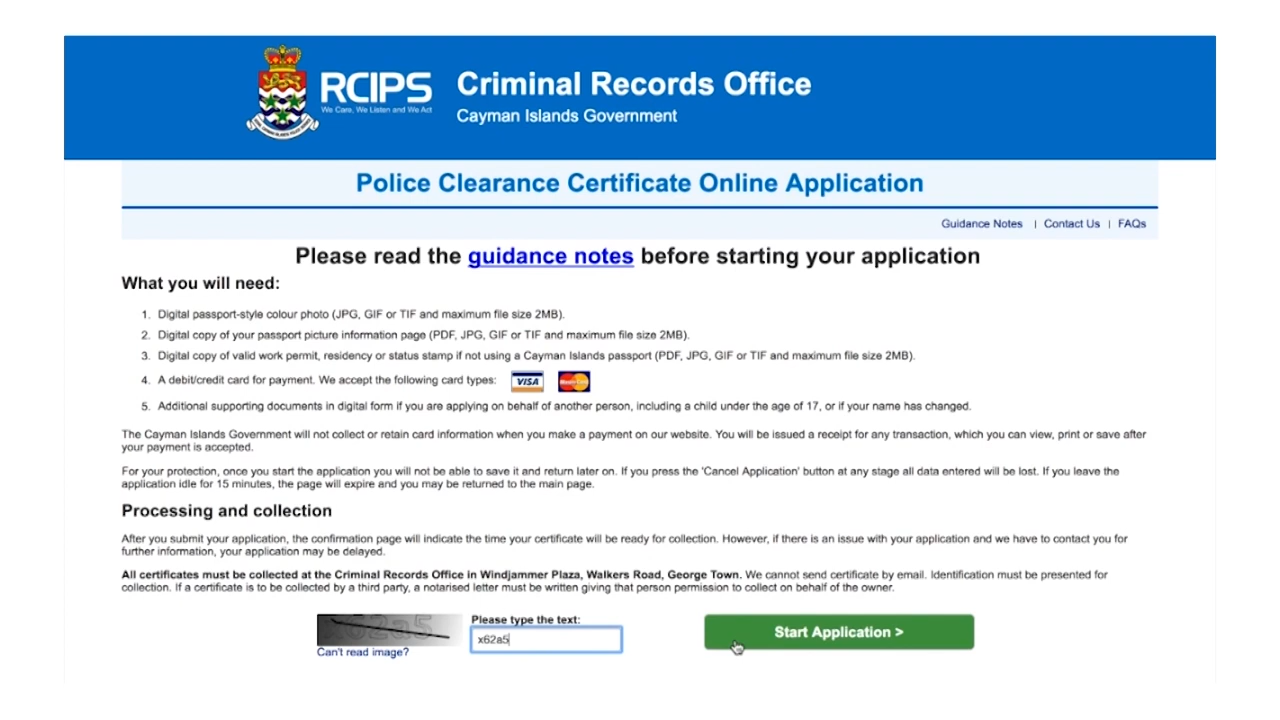 RCIPS
We Care, We Listen and We Act
Criminal Records Office
Cayman Islands Government
Police Clearance Certificate Online Application
Guidance Notes | Contact Us | FAQs
Please read the guidance notes before starting your application
What you will need:
1. Digital passport-style colour photo (JPG, GIF or TIF and maximum file size 2MB).
2. Digital copy of your passport picture information page (PDF, JPG, GIF or TIF and maximum file size 2MB).
3. Digital copy of valid work permit, residency or status stamp if not using a Cayman Islands passport (PDF, JPG, GIF or TIF and maximum file size 2MB).
4. A debit/credit card for payment. We accept the following card types: VISA MasterCard
5. Additional supporting documents in digital form if you are applying on behalf of another person, including a child under the age of 17, or if your name has changed.
The Cayman Islands Government will not collect or retain card information when you make a payment on our website. You will be issued a receipt for any transaction, which you can view, print or save after
your payment is accepted.
For your protection, once you start the application you will not be able to save it and return later on. If you press the 'Cancel Application' button at any stage all data entered will be lost. If you leave the
application idle for 15 minutes, the page will expire and you may be returned to the main page.
Processing and collection
After you submit your application, the confirmation page will indicate the time your certificate will be ready for collection. However, if there is an issue with your application and we have to contact you for
further information, your application may be delayed.
All certificates must be collected at the Criminal Records Office in Windjammer Plaza, Walkers Road, George Town. We cannot send certificate by email. Identification must be presented for
collection. If a certificate is to be collected by a third party, a notarised letter must be written giving that person permission to collect on behalf of the owner.
x62a5
Can't read image?
Please type the text:
x62a5
Start Application >